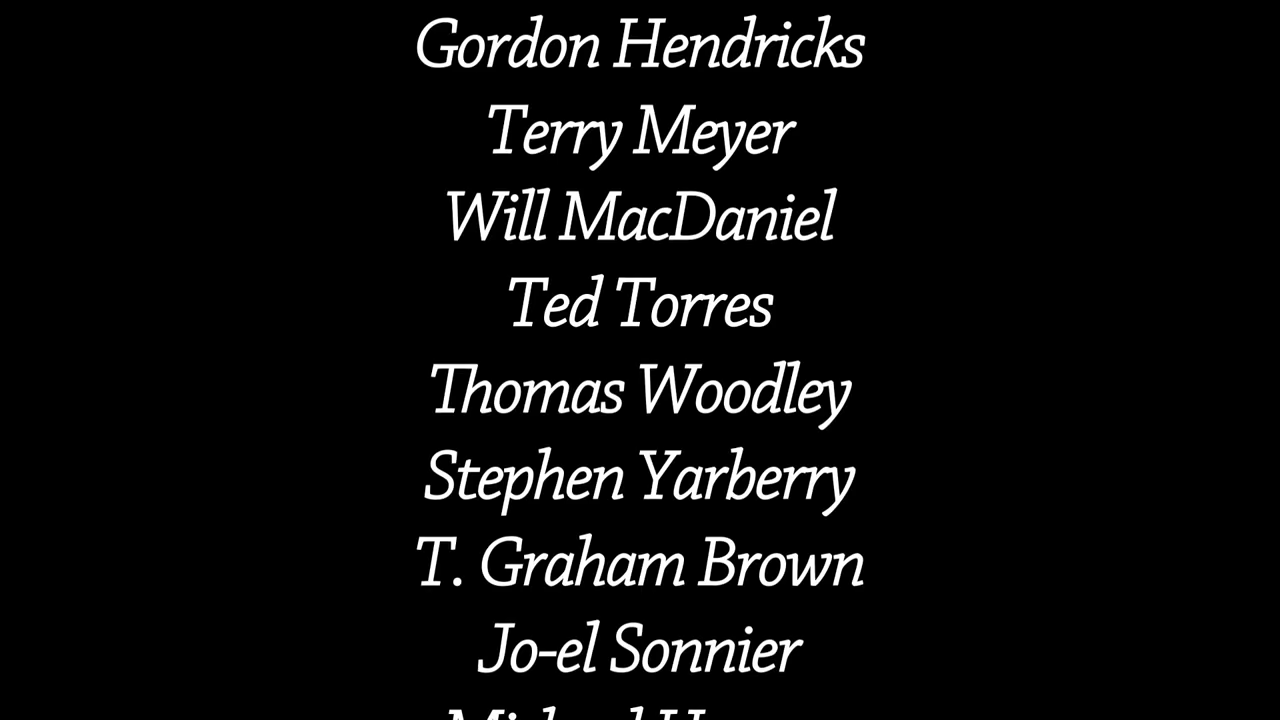 Gordon Hendricks
Terry Meyer
Will MacDaniel
Ted Torres
Thomas Woodley
Stephen Yarberry
T. Graham Brown
Jo-el Sonnier